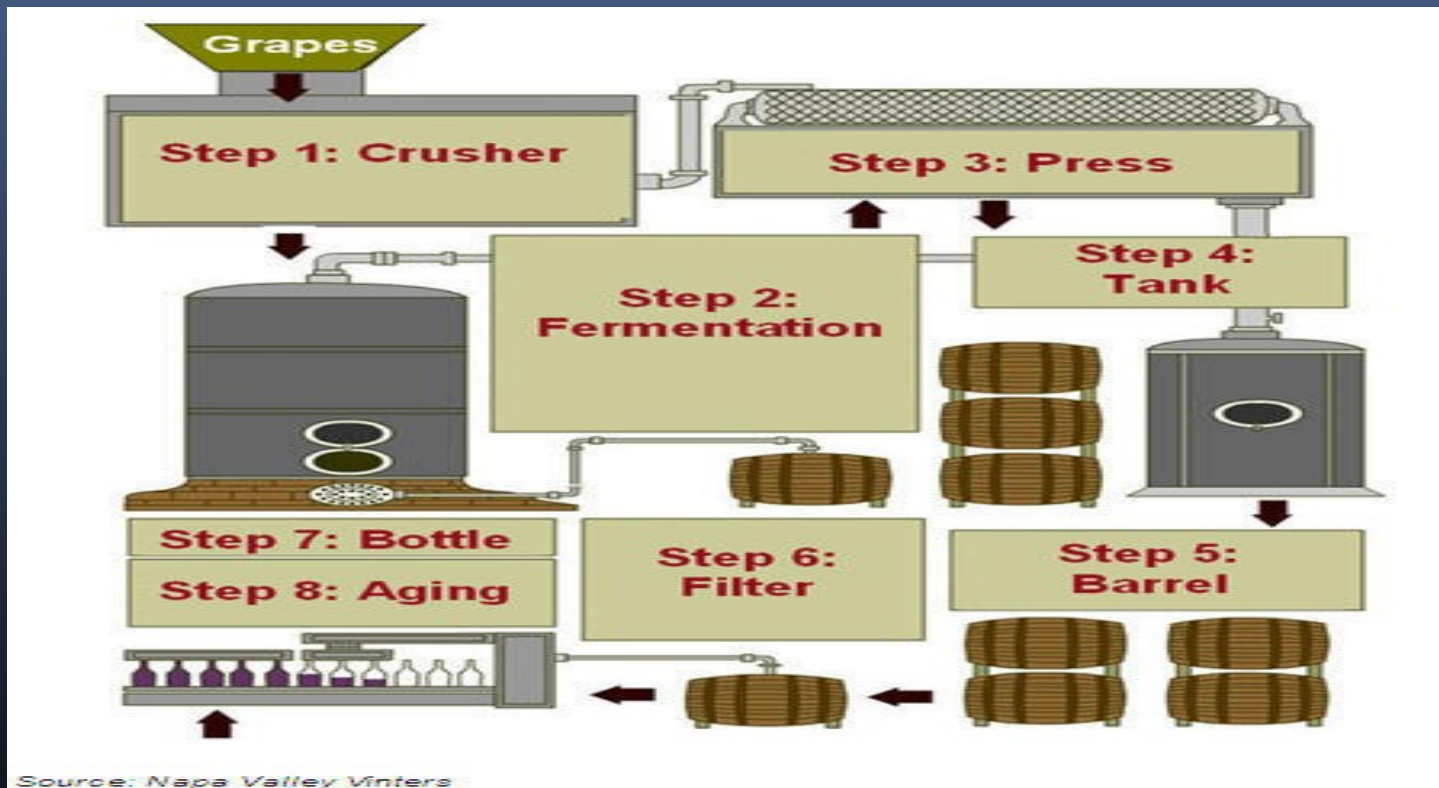 Grapes
Step 1: Crusher
Step 3: Press
Step 4:
Tank
Step 2:
Fermentation
Step 7: Bottle
Step 8: Aging
Step 6:
Filter
Step 5:
Barrel
Source: Napa Valley Vinters